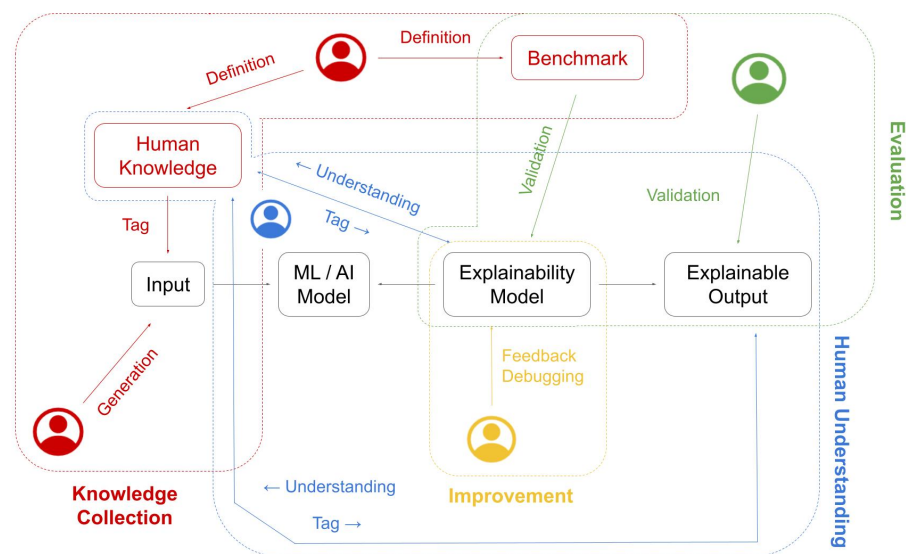 Definition
Benchmark
Definition
Human
Knowledge
Evaluation
← Understanding
Validation
Validation
Tag
Tag →
Input
ML / AI
Model
Explainability
Model
Explainable
Output
Generation
Feedback
Debugging
Human Understanding
Knowledge
Collection
← Understanding
Improvement
Tag →